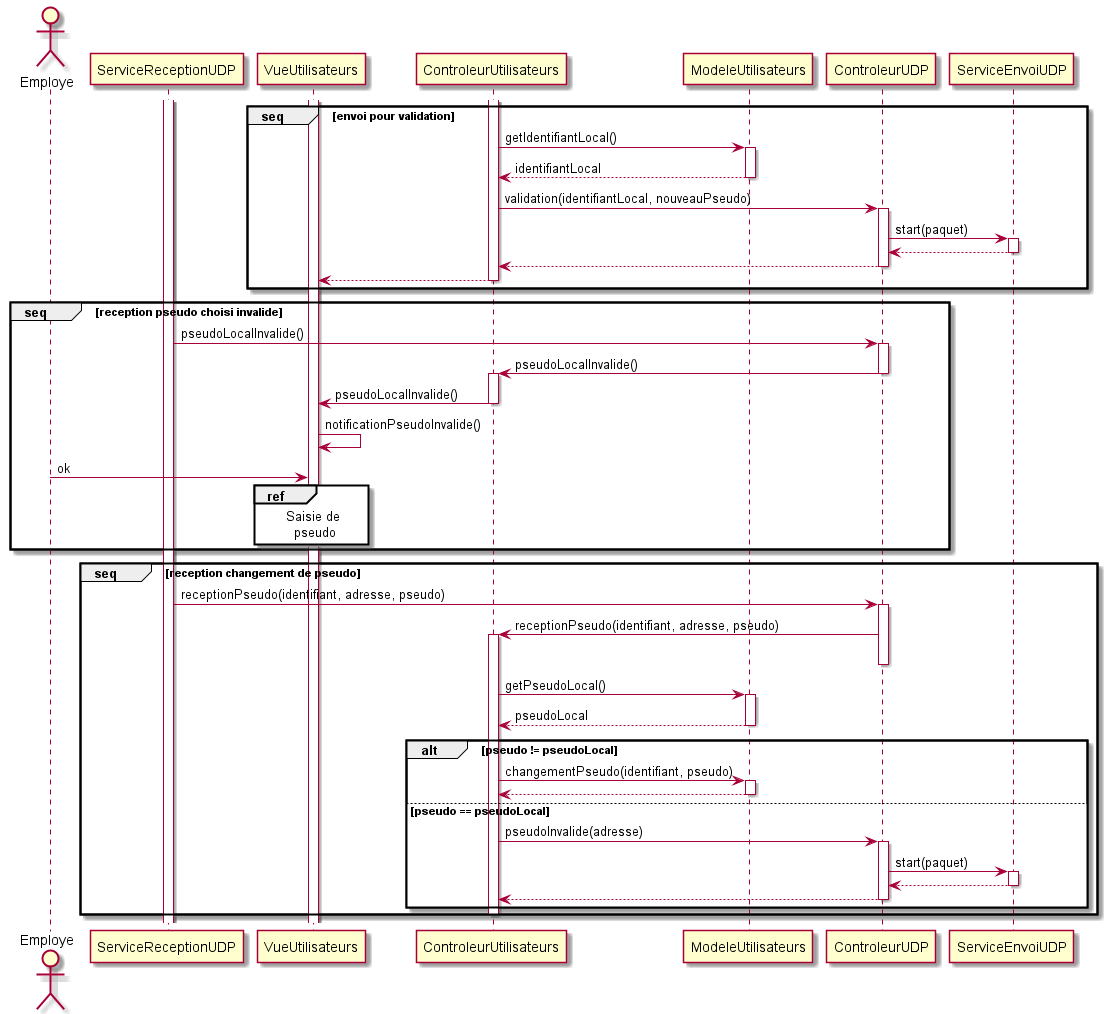 Employe
ServiceReceptionUDP
VueUtilisateurs
ControleurUtilisateurs
ModeleUtilisateurs
ControleurUDP
ServiceEnvoiUDP
seq
[envoi pour validation]
getIdentifiantLocal()
identifiantLocal
validation(identifiantLocal, nouveauPseudo)
start(paquet)
seq
[reception pseudo choisi invalide]
pseudoLocalInvalide()
pseudoLocalInvalide()
pseudoLocalInvalide()
notificationPseudoInvalide()
ok
ref
Saisie de
pseudo
seq
[reception changement de pseudo]
receptionPseudo(identifiant, adresse, pseudo)
receptionPseudo(identifiant, adresse, pseudo)
getPseudoLocal()
pseudoLocal
alt
[pseudo != pseudoLocal]
changementPseudo(identifiant, pseudo)
[pseudo == pseudoLocal]
pseudoInvalide(adresse)
start(paquet)
Employe
ServiceReceptionUDP
VueUtilisateurs
ControleurUtilisateurs
ModeleUtilisateurs
ControleurUDP
ServiceEnvoiUDP